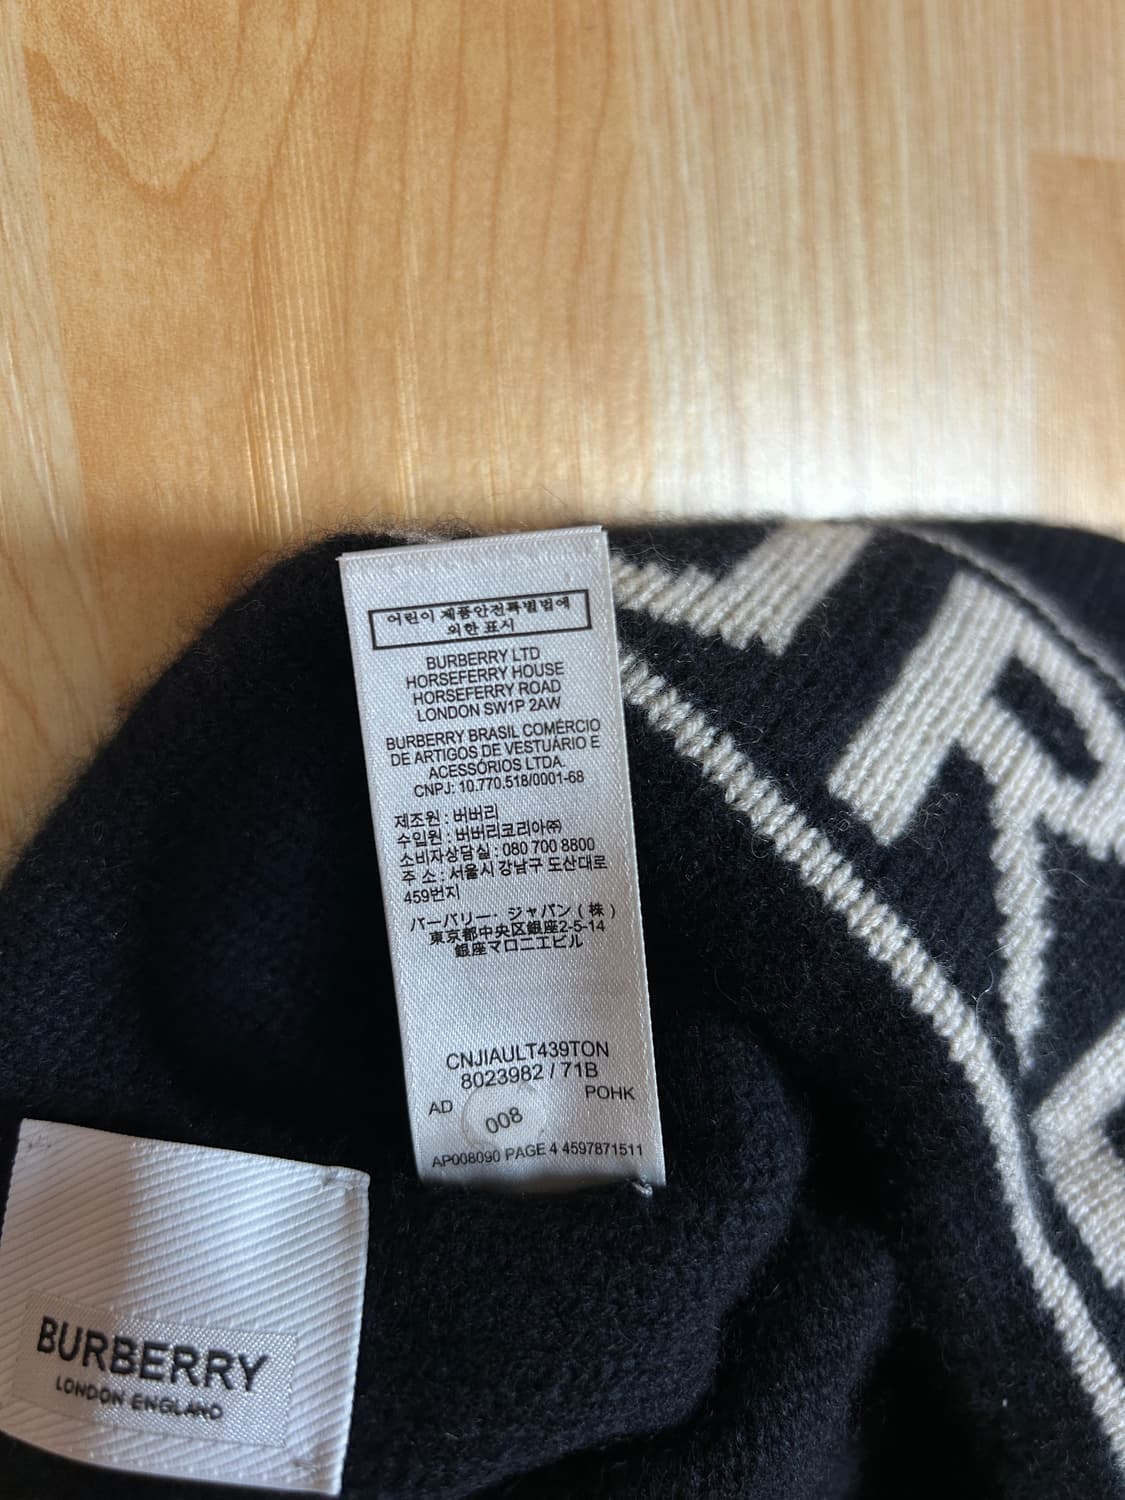 어린이 제품안전특별법에
의한 표시
BURBERRY LTD
HORSEFERRY HOUSE
HORSEFERRY ROAD
LONDON SW1P 2AW
BURBERRY BRASIL COMÉRCIO
DE ARTIGOS DE VESTUÁRIO E
ACESSÓRIOS LTDA.
CNPJ: 10.770.518/0001-68
제조원 : 버버리
수입원 : 버버리코리아㈜
소비자상담실 : 080 700 8800
주 소 : 서울시 강남구 도산대로
459번지
バーバリー・ジャパン(株)
東京都中央区銀座2-5-14
銀座マロニエビル
CNJIAULT439TON
8023982 / 71B
AD 008 POHK
AP008090 PAGE 4 4597871511
BURBERRY
LONDON ENGLAND